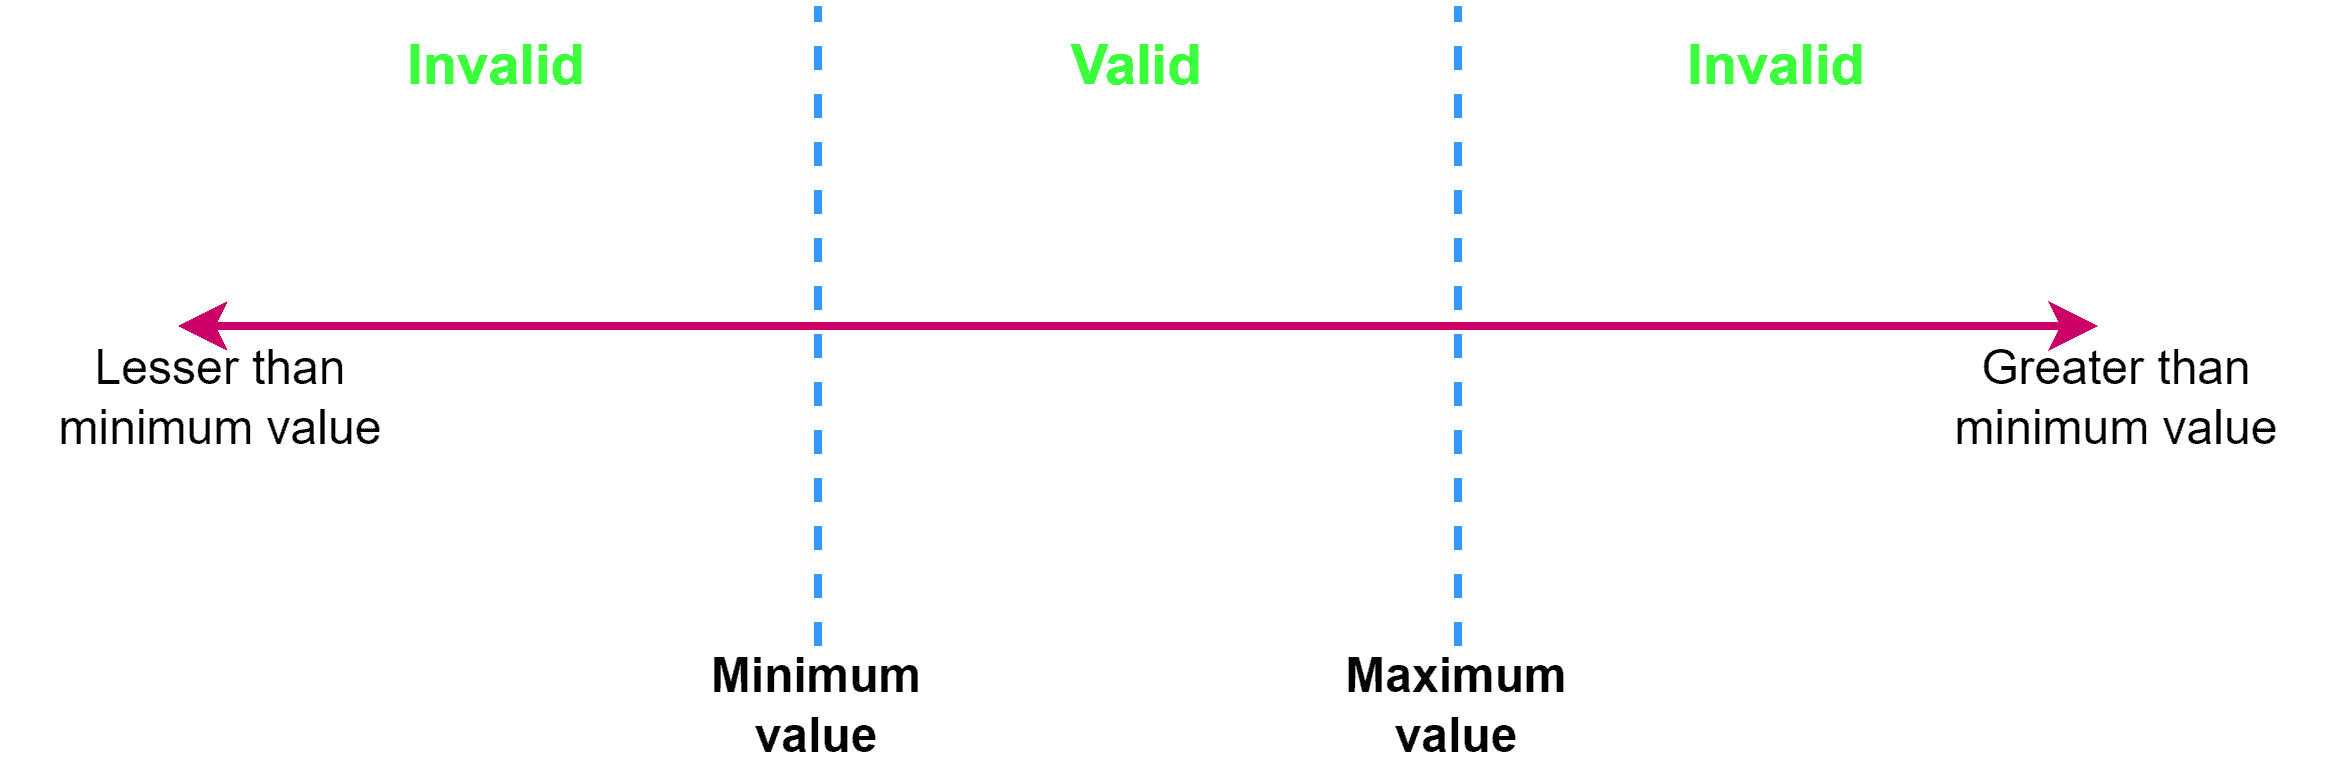 Invalid
Valid
Invalid
Lesser than
minimum value
Greater than
minimum value
Minimum
value
Maximum
value